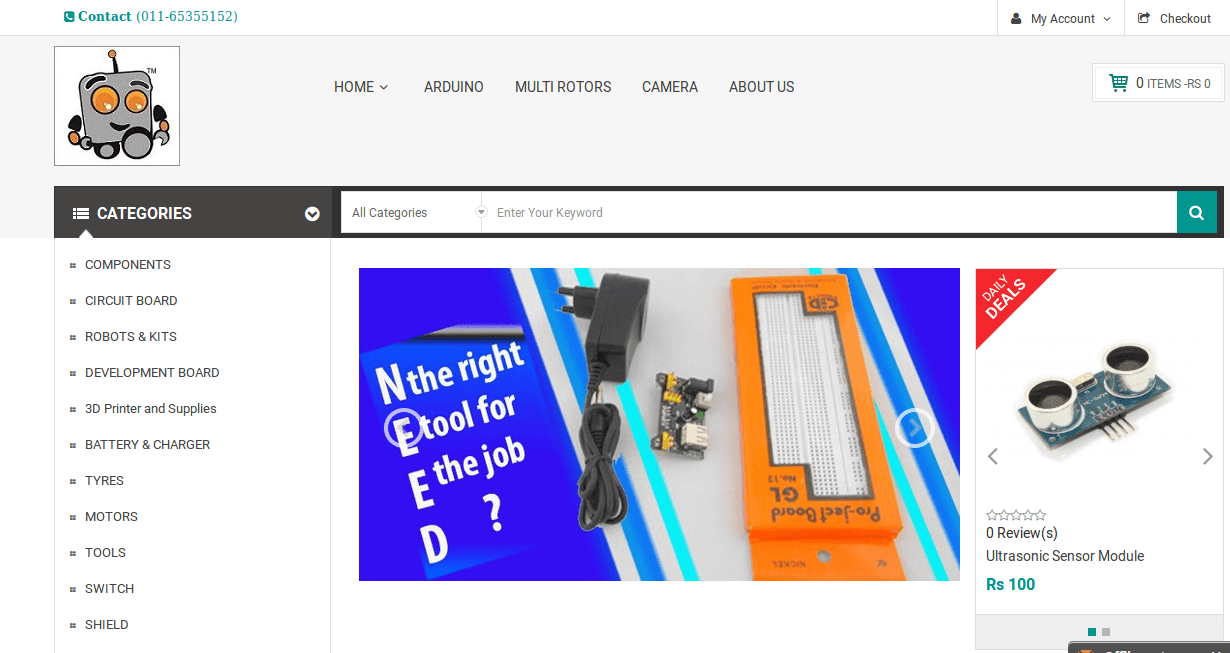 Contact (011-65355152)
My Account
Checkout
TM
HOME
ARDUINO
MULTI ROTORS
CAMERA
ABOUT US
0 ITEMS -RS 0
CATEGORIES
All Categories
Enter Your Keyword
COMPONENTS
CIRCUIT BOARD
ROBOTS & KITS
DEVELOPMENT BOARD
3D Printer and Supplies
BATTERY & CHARGER
TYRES
MOTORS
TOOLS
SWITCH
SHIELD
NEED
the right
tool for
the job
?
No.12
GL
Pro-ject Board
NICKEL
DAILY
DEALS
0 Review(s)
Ultrasonic Sensor Module
Rs 100